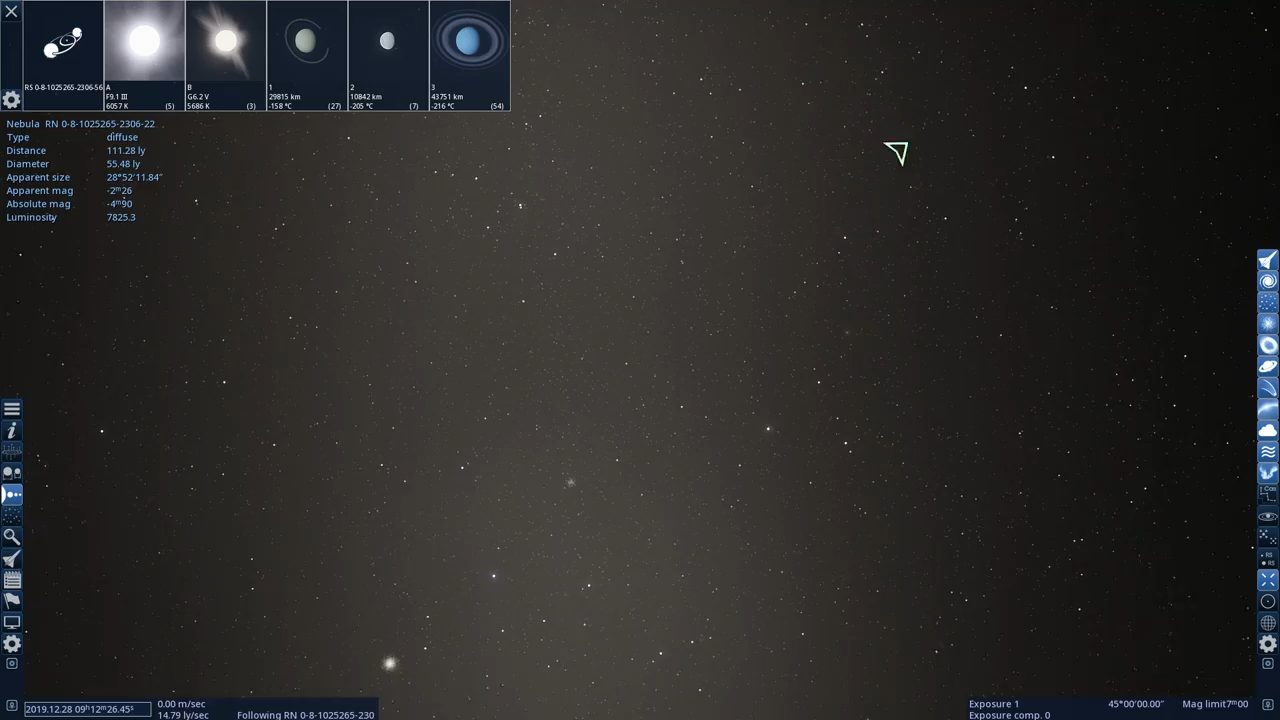 RS 0-8-1025265-2306-56
A
F9.1 III
6057 K (5)
B
G6.2 V
5686 K (3)
1
29815 km
-158 °C (27)
2
10842 km
-205 °C (7)
3
43751 km
-216 °C (54)
Nebula RN 0-8-1025265-2306-22
Type diffuse
Distance 111.28 ly
Diameter 55.48 ly
Apparent size 28°52′11.84″
Apparent mag -2ᵐ26
Absolute mag -4ᵐ90
Luminosity 7825.3
2019.12.28 09ʰ12ᵐ26.45ˢ
0.00 m/sec
14.79 ly/sec
Following RN 0-8-1025265-230
Exposure 1
Exposure comp. 0
45°00′00.00″
Mag limit 7ᵐ00